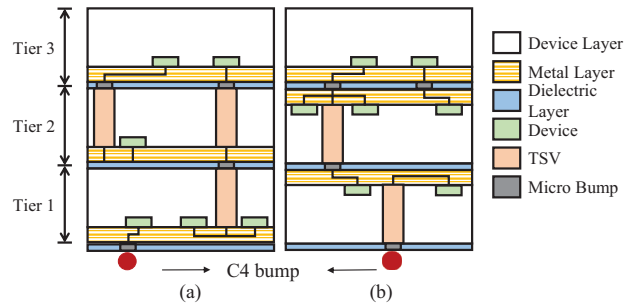 Tier 3
Tier 2
Tier 1
Device Layer
Metal Layer
Dielectric
Layer
Device
TSV
Micro Bump
C4 bump
(a)
(b)